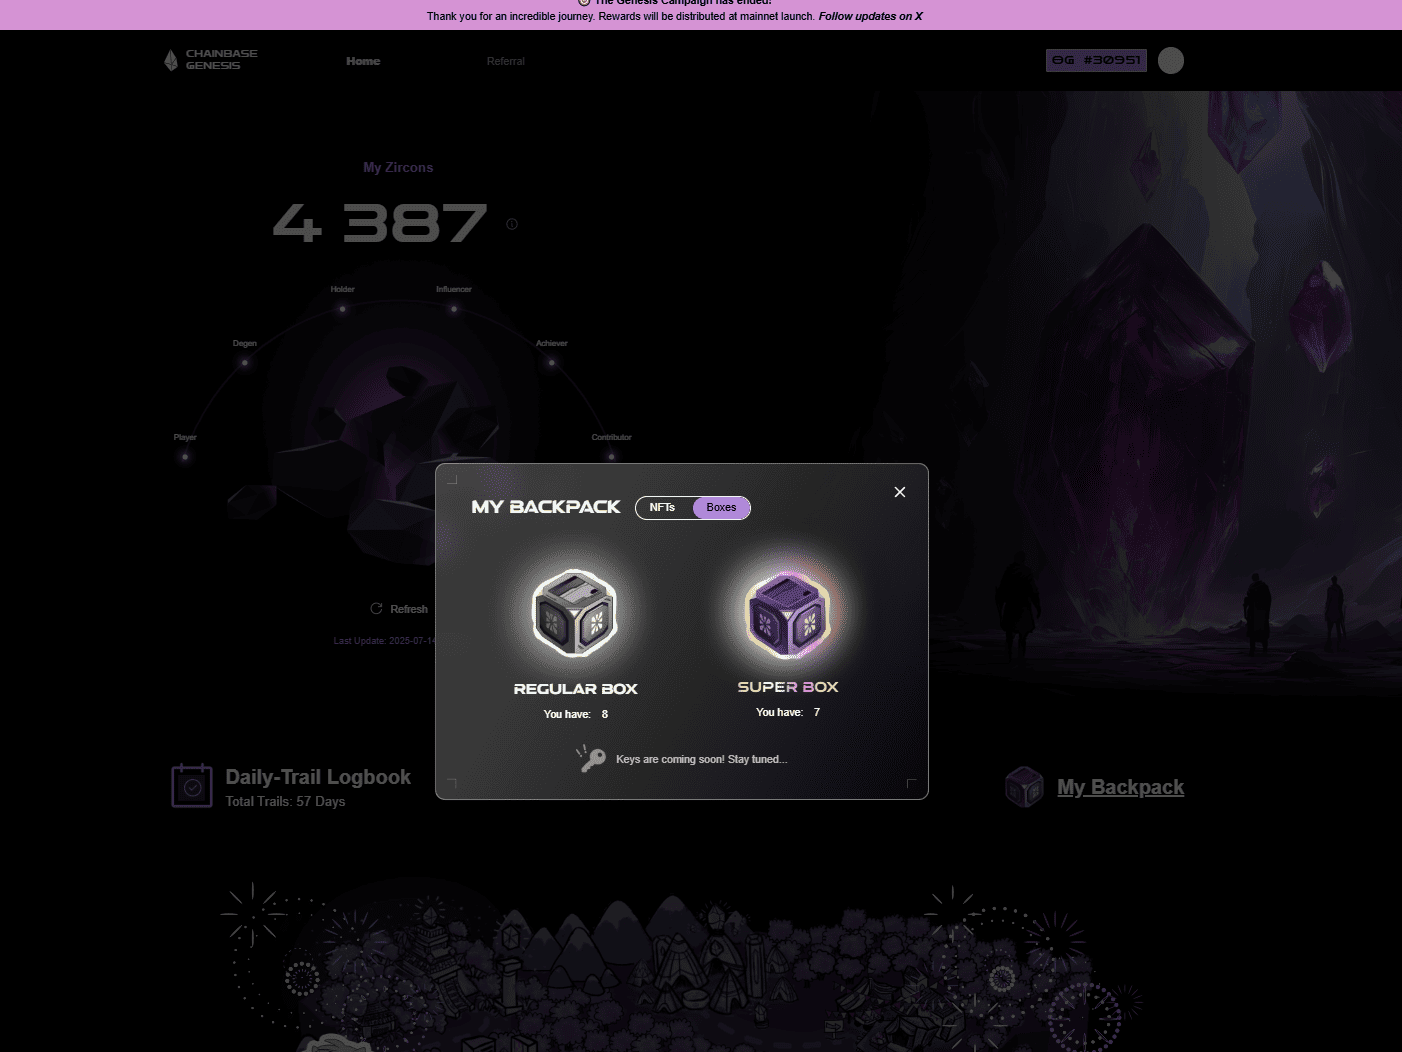 The Genesis Campaign has ended!
Thank you for an incredible journey. Rewards will be distributed at mainnet launch. Follow updates on X
CHAINBASE
GENESIS
Home
Referral
OG #30951
My Zircons
4 387
Holder
Influencer
Degen
Achiever
Player
Contributor
MY BACKPACK
NFTs
Boxes
REGULAR BOX
You have: 8
SUPER BOX
You have: 7
Keys are coming soon! Stay tuned...
Refresh
Last Update: 2025-07-14
Daily-Trail Logbook
Total Trails: 57 Days
My Backpack